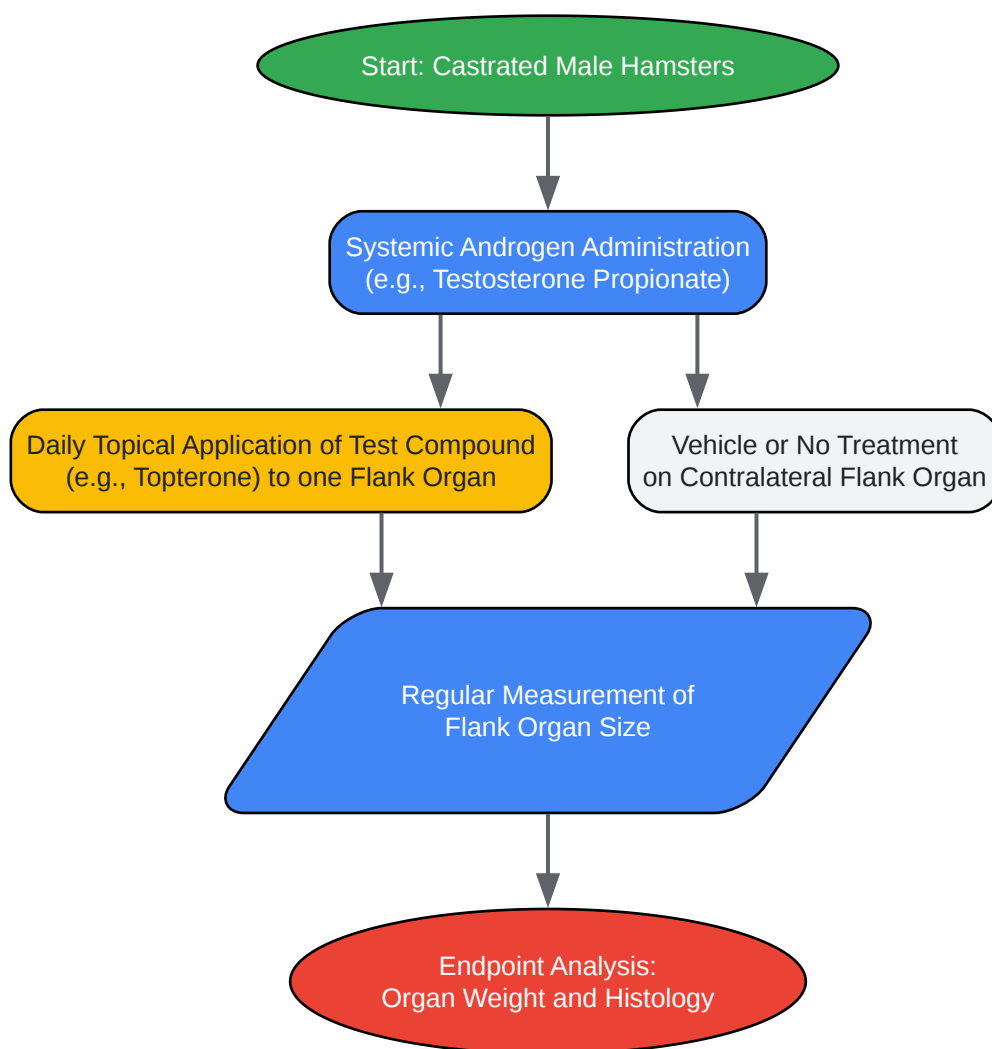 Start: Castrated Male Hamsters
Systemic Androgen Administration
(e.g., Testosterone Propionate)
Daily Topical Application of Test Compound
(e.g., Topterone) to one Flank Organ
Vehicle or No Treatment
on Contralateral Flank Organ
Regular Measurement of
Flank Organ Size
Endpoint Analysis:
Organ Weight and Histology